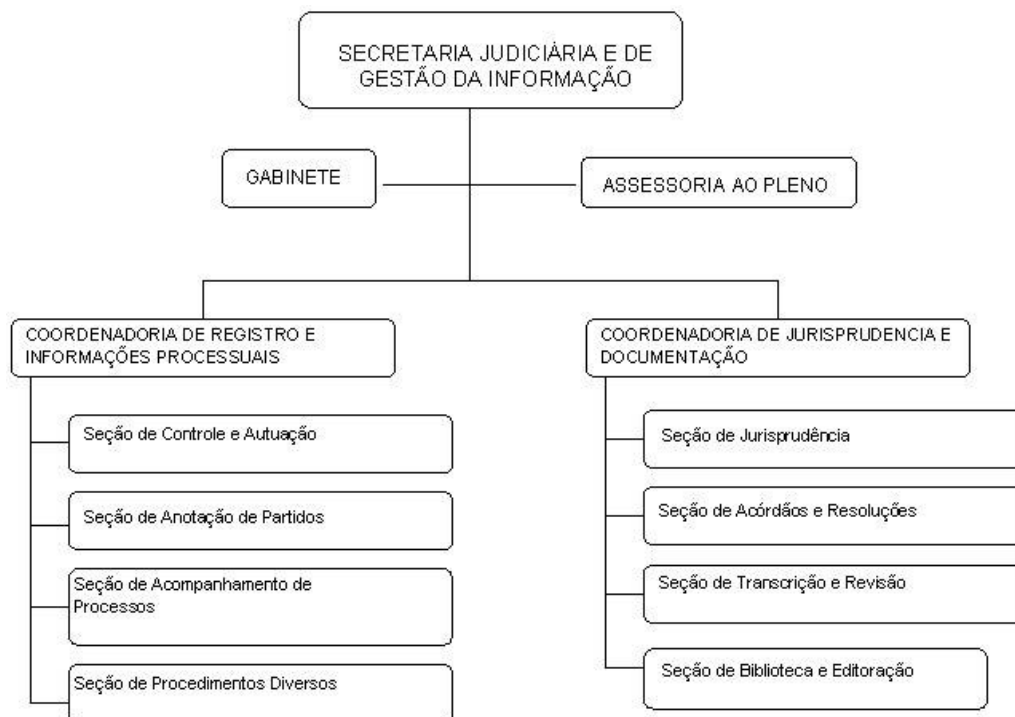 SECRETARIA JUDICIÁRIA E DE
GESTÃO DA INFORMAÇÃO
GABINETE
ASSESSORIA AO PLENO
COORDENADORIA DE REGISTRO E
INFORMAÇÕES PROCESSUAIS
Seção de Controle e Autuação
Seção de Anotação de Partidos
Seção de Acompanhamento de
Processos
Seção de Procedimentos Diversos
COORDENADORIA DE JURISPRUDENCIA E
DOCUMENTAÇÃO
Seção de Jurisprudência
Seção de Acórdãos e Resoluções
Seção de Transcrição e Revisão
Seção de Biblioteca e Editoração